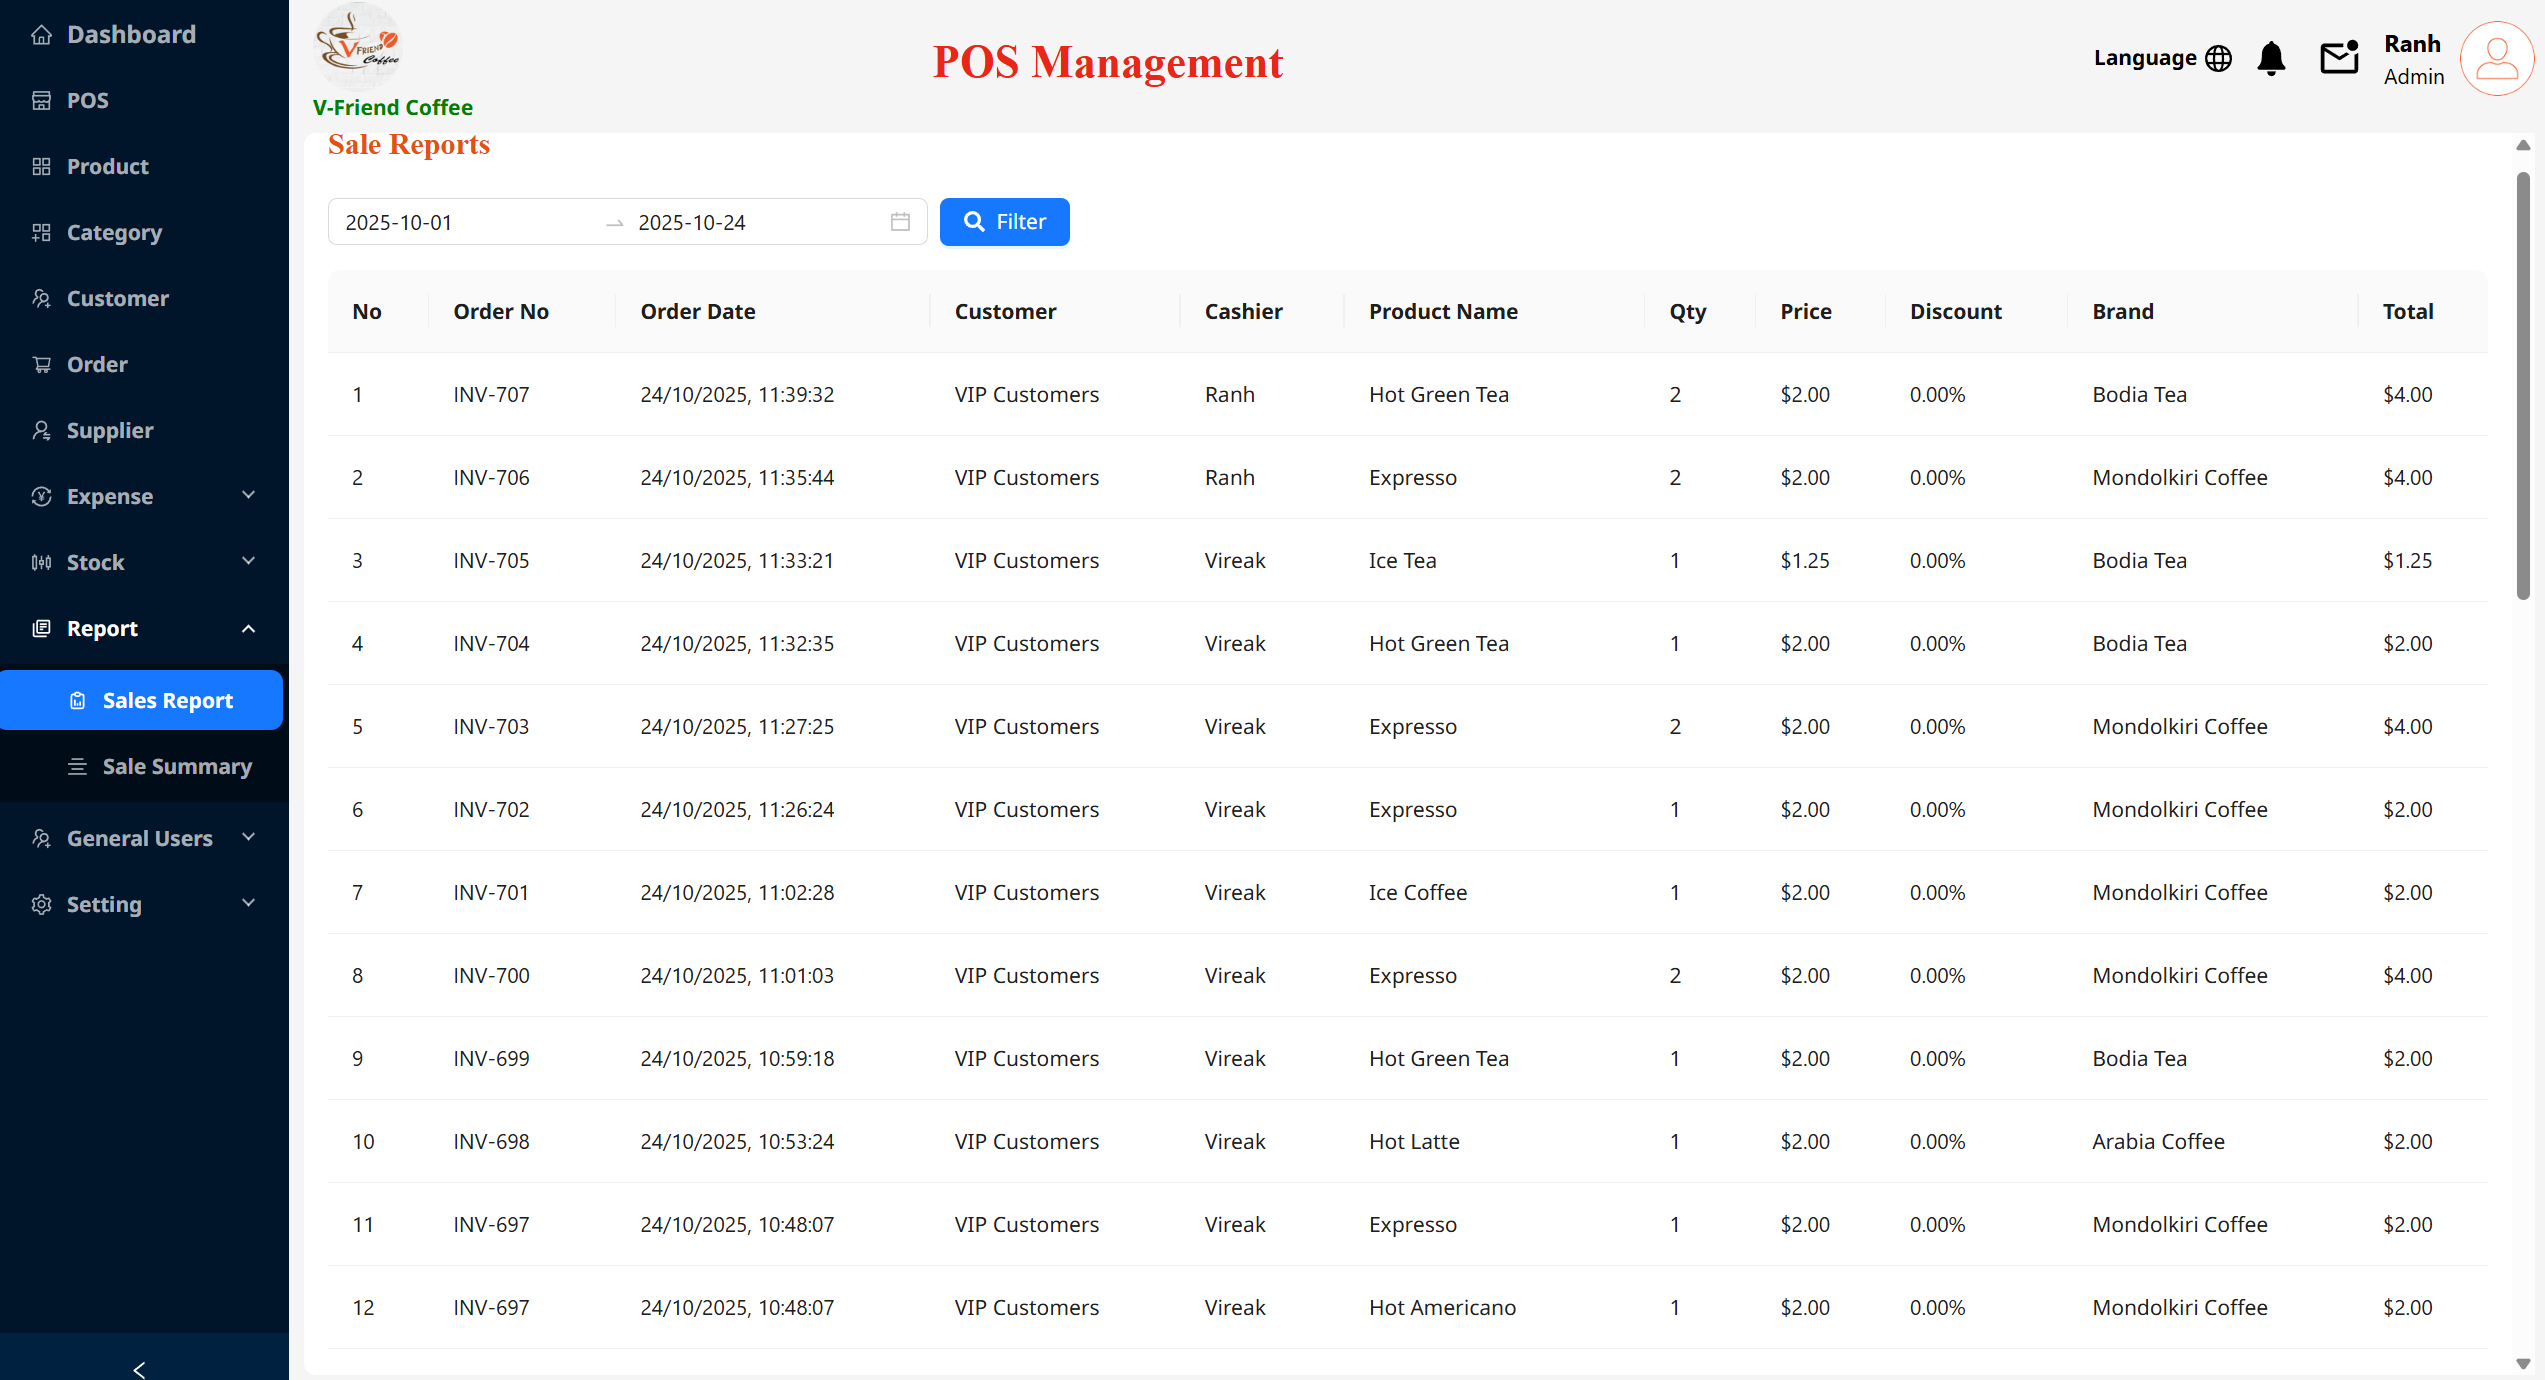 Dashboard
POS
Product
Category
Customer
Order
Supplier
Expense
Stock
Report
Sales Report
Sale Summary
General Users
Setting
V FRIEND
Coffee
V-Friend Coffee
POS Management
Language
Ranh
Admin
Sale Reports
2025-10-01 → 2025-10-24 Filter
No Order No Order Date Customer Cashier Product Name Qty Price Discount Brand Total
1 INV-707 24/10/2025, 11:39:32 VIP Customers Ranh Hot Green Tea 2 $2.00 0.00% Bodia Tea $4.00
2 INV-706 24/10/2025, 11:35:44 VIP Customers Ranh Expresso 2 $2.00 0.00% Mondolkiri Coffee $4.00
3 INV-705 24/10/2025, 11:33:21 VIP Customers Vireak Ice Tea 1 $1.25 0.00% Bodia Tea $1.25
4 INV-704 24/10/2025, 11:32:35 VIP Customers Vireak Hot Green Tea 1 $2.00 0.00% Bodia Tea $2.00
5 INV-703 24/10/2025, 11:27:25 VIP Customers Vireak Expresso 2 $2.00 0.00% Mondolkiri Coffee $4.00
6 INV-702 24/10/2025, 11:26:24 VIP Customers Vireak Expresso 1 $2.00 0.00% Mondolkiri Coffee $2.00
7 INV-701 24/10/2025, 11:02:28 VIP Customers Vireak Ice Coffee 1 $2.00 0.00% Mondolkiri Coffee $2.00
8 INV-700 24/10/2025, 11:01:03 VIP Customers Vireak Expresso 2 $2.00 0.00% Mondolkiri Coffee $4.00
9 INV-699 24/10/2025, 10:59:18 VIP Customers Vireak Hot Green Tea 1 $2.00 0.00% Bodia Tea $2.00
10 INV-698 24/10/2025, 10:53:24 VIP Customers Vireak Hot Latte 1 $2.00 0.00% Arabia Coffee $2.00
11 INV-697 24/10/2025, 10:48:07 VIP Customers Vireak Expresso 1 $2.00 0.00% Mondolkiri Coffee $2.00
12 INV-697 24/10/2025, 10:48:07 VIP Customers Vireak Hot Americano 1 $2.00 0.00% Mondolkiri Coffee $2.00